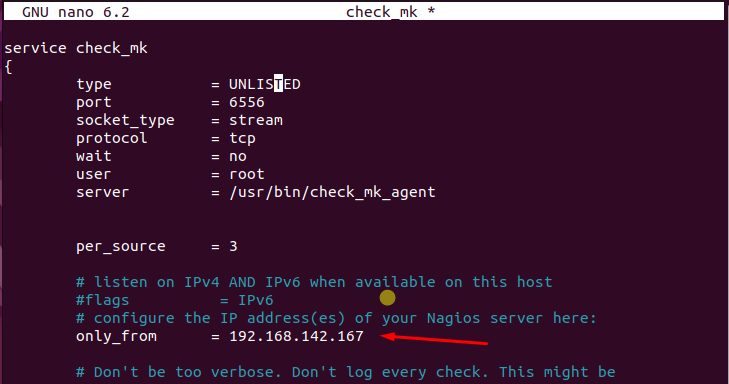 GNU nano 6.2 check_mk *
service check_mk
{
type = UNLISTED
port = 6556
socket_type = stream
protocol = tcp
wait = no
user = root
server = /usr/bin/check_mk_agent
per_source = 3
# listen on IPv4 AND IPv6 when available on this host
#flags = IPv6
# configure the IP address(es) of your Nagios server here:
only_from = 192.168.142.167
# Don't be too verbose. Don't log every check. This might be